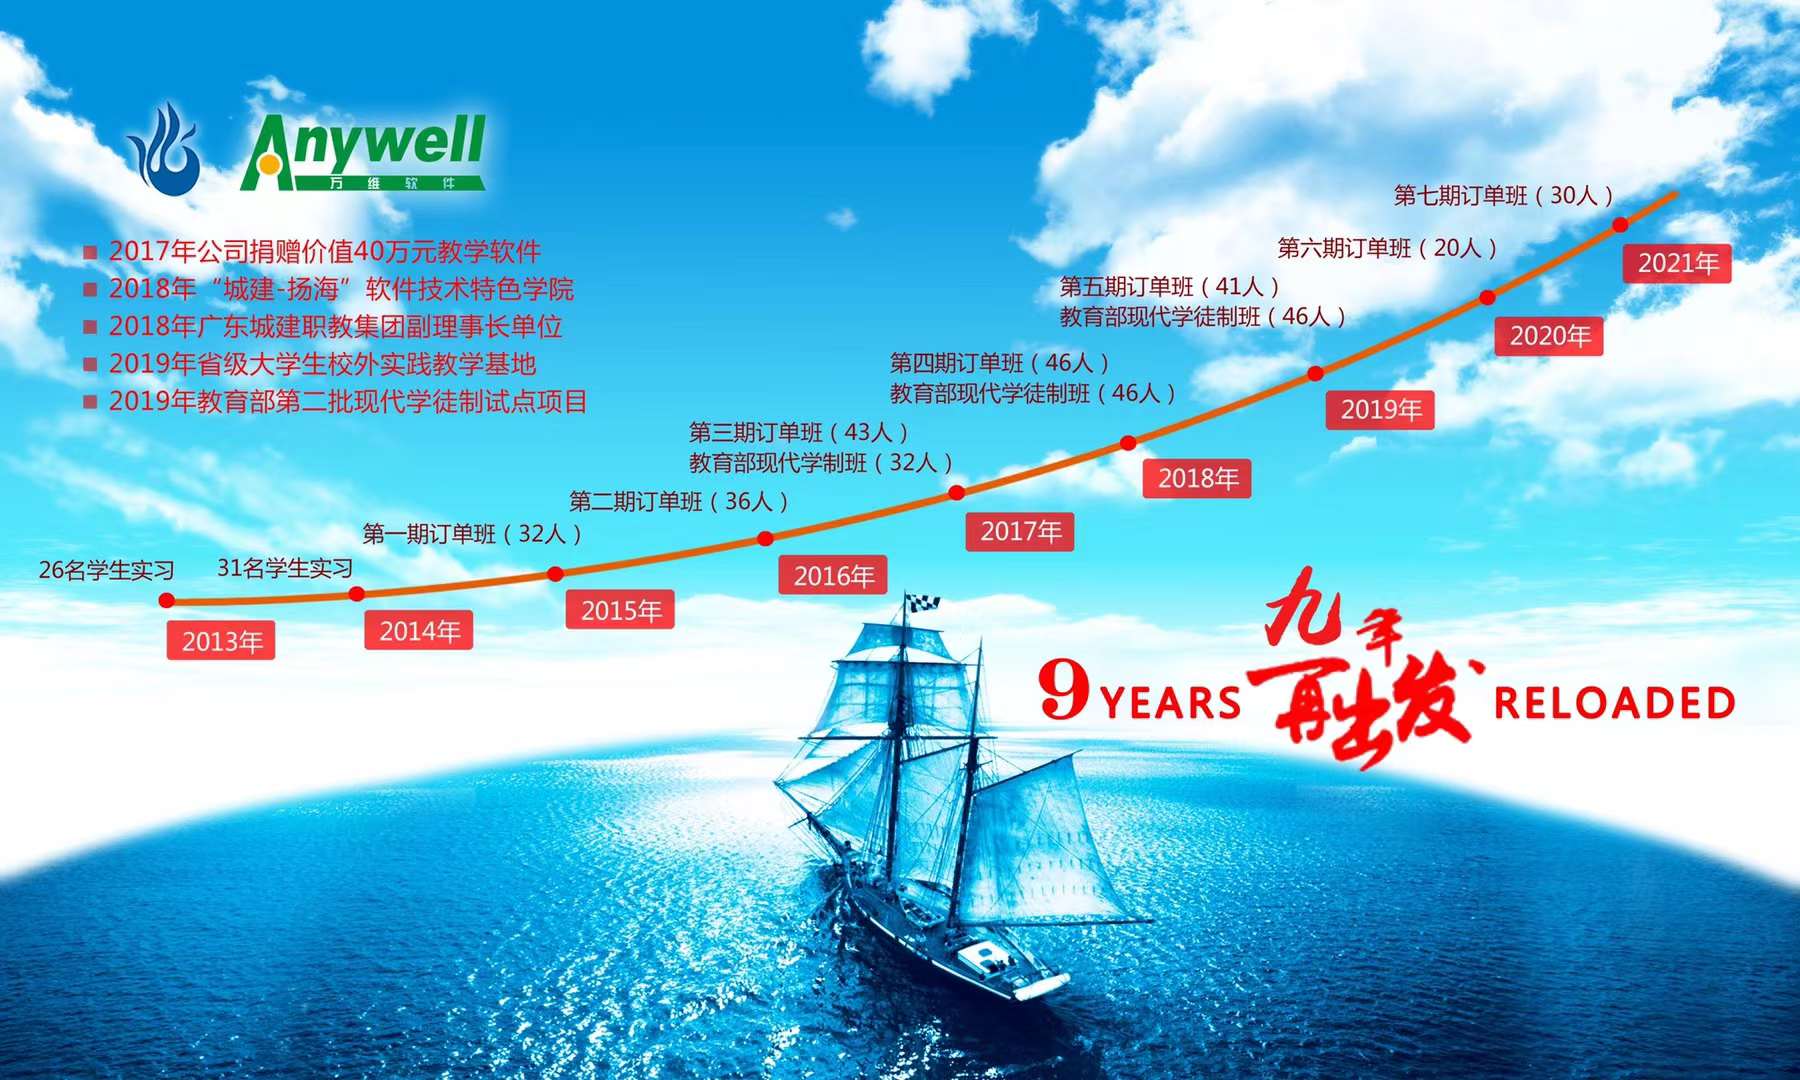 Anywell
万维软件
2017年公司捐赠价值40万元教学软件
2018年“城建-扬海”软件技术特色学院
2018年广东城建职教集团副理事长单位
2019年省级大学生校外实践教学基地
2019年教育部第二批现代学徒制试点项目
26名学生实习
2013年
31名学生实习
2014年
第一期订单班（32人）
2015年
第二期订单班（36人）
2016年
第三期订单班（43人）
教育部现代学制班（32人）
2017年
第四期订单班（46人）
教育部现代学徒制班（46人）
2018年
第五期订单班（41人）
教育部现代学徒制班（46人）
2019年
第六期订单班（20人）
2020年
第七期订单班（30人）
2021年
九年
9 YEARS 再出发 RELOADED